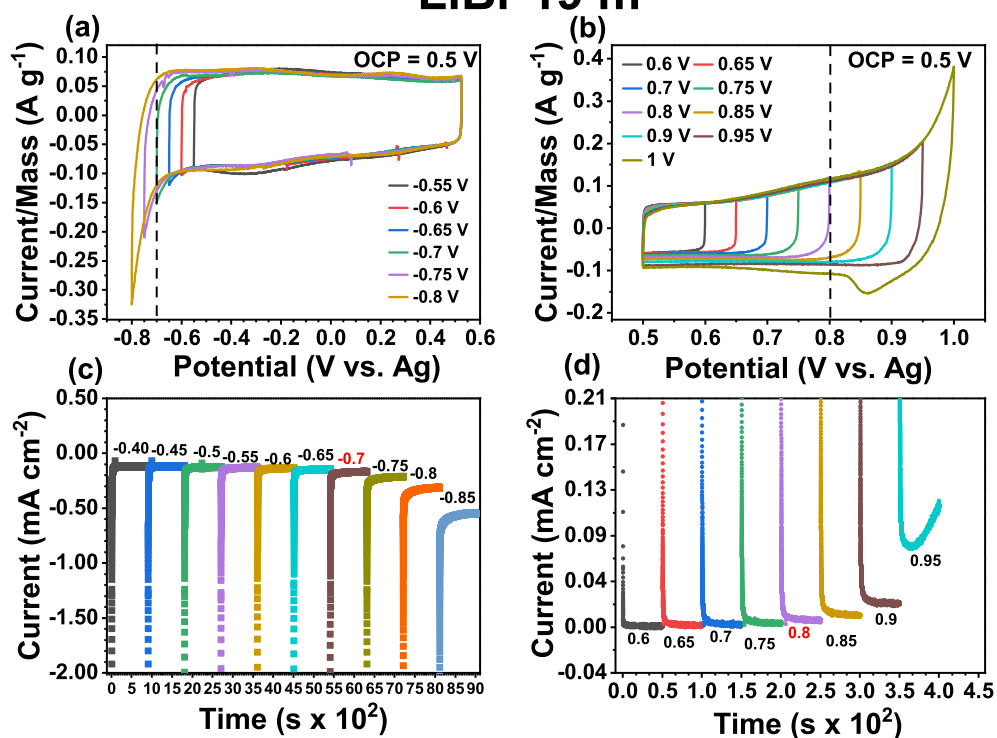 (a)
OCP = 0.5 V
Current/Mass (A g⁻¹)
0.10
0.05
0.00
-0.05
-0.10
-0.15
-0.20
-0.25
-0.30
-0.35
-0.55 V
-0.6 V
-0.65 V
-0.7 V
-0.75 V
-0.8 V
-0.8 -0.6 -0.4 -0.2 0.0 0.2 0.4 0.6
Potential (V vs. Ag)
(b)
OCP = 0.5 V
Current/Mass (A g⁻¹)
0.4
0.3
0.2
0.1
0.0
-0.1
-0.2
0.6 V 0.65 V
0.7 V 0.75 V
0.8 V 0.85 V
0.9 V 0.95 V
1 V
0.5 0.6 0.7 0.8 0.9 1.0
Potential (V vs. Ag)
(c)
Current (mA cm⁻²)
0.50
0.00
-0.50
-1.00
-1.50
-2.00
-0.40 -0.45 -0.5 -0.55 -0.6 -0.65 -0.7 -0.75 -0.8 -0.85
0 5 10 15 20 25 30 35 40 45 50 55 60 65 70 75 80 85 90
Time (s x 10²)
(d)
Current (mA cm⁻²)
0.21
0.17
0.13
0.09
0.04
0.00
-0.04
0.6 0.65 0.7 0.75 0.8 0.85 0.9 0.95
0.0 0.5 1.0 1.5 2.0 2.5 3.0 3.5 4.0 4.5
Time (s x 10²)